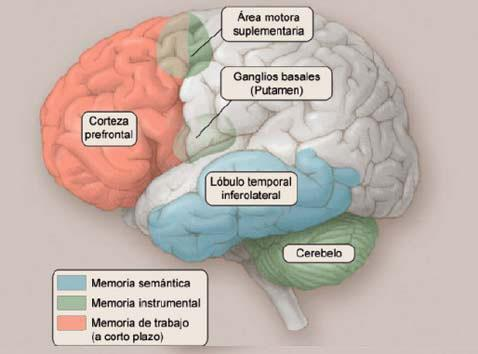 Área motora
suplementaria
Ganglios basales
(Putamen)
Corteza
prefrontal
Lóbulo temporal
inferolateral
Cerebelo
Memoria semántica
Memoria instrumental
Memoria de trabajo
(a corto plazo)